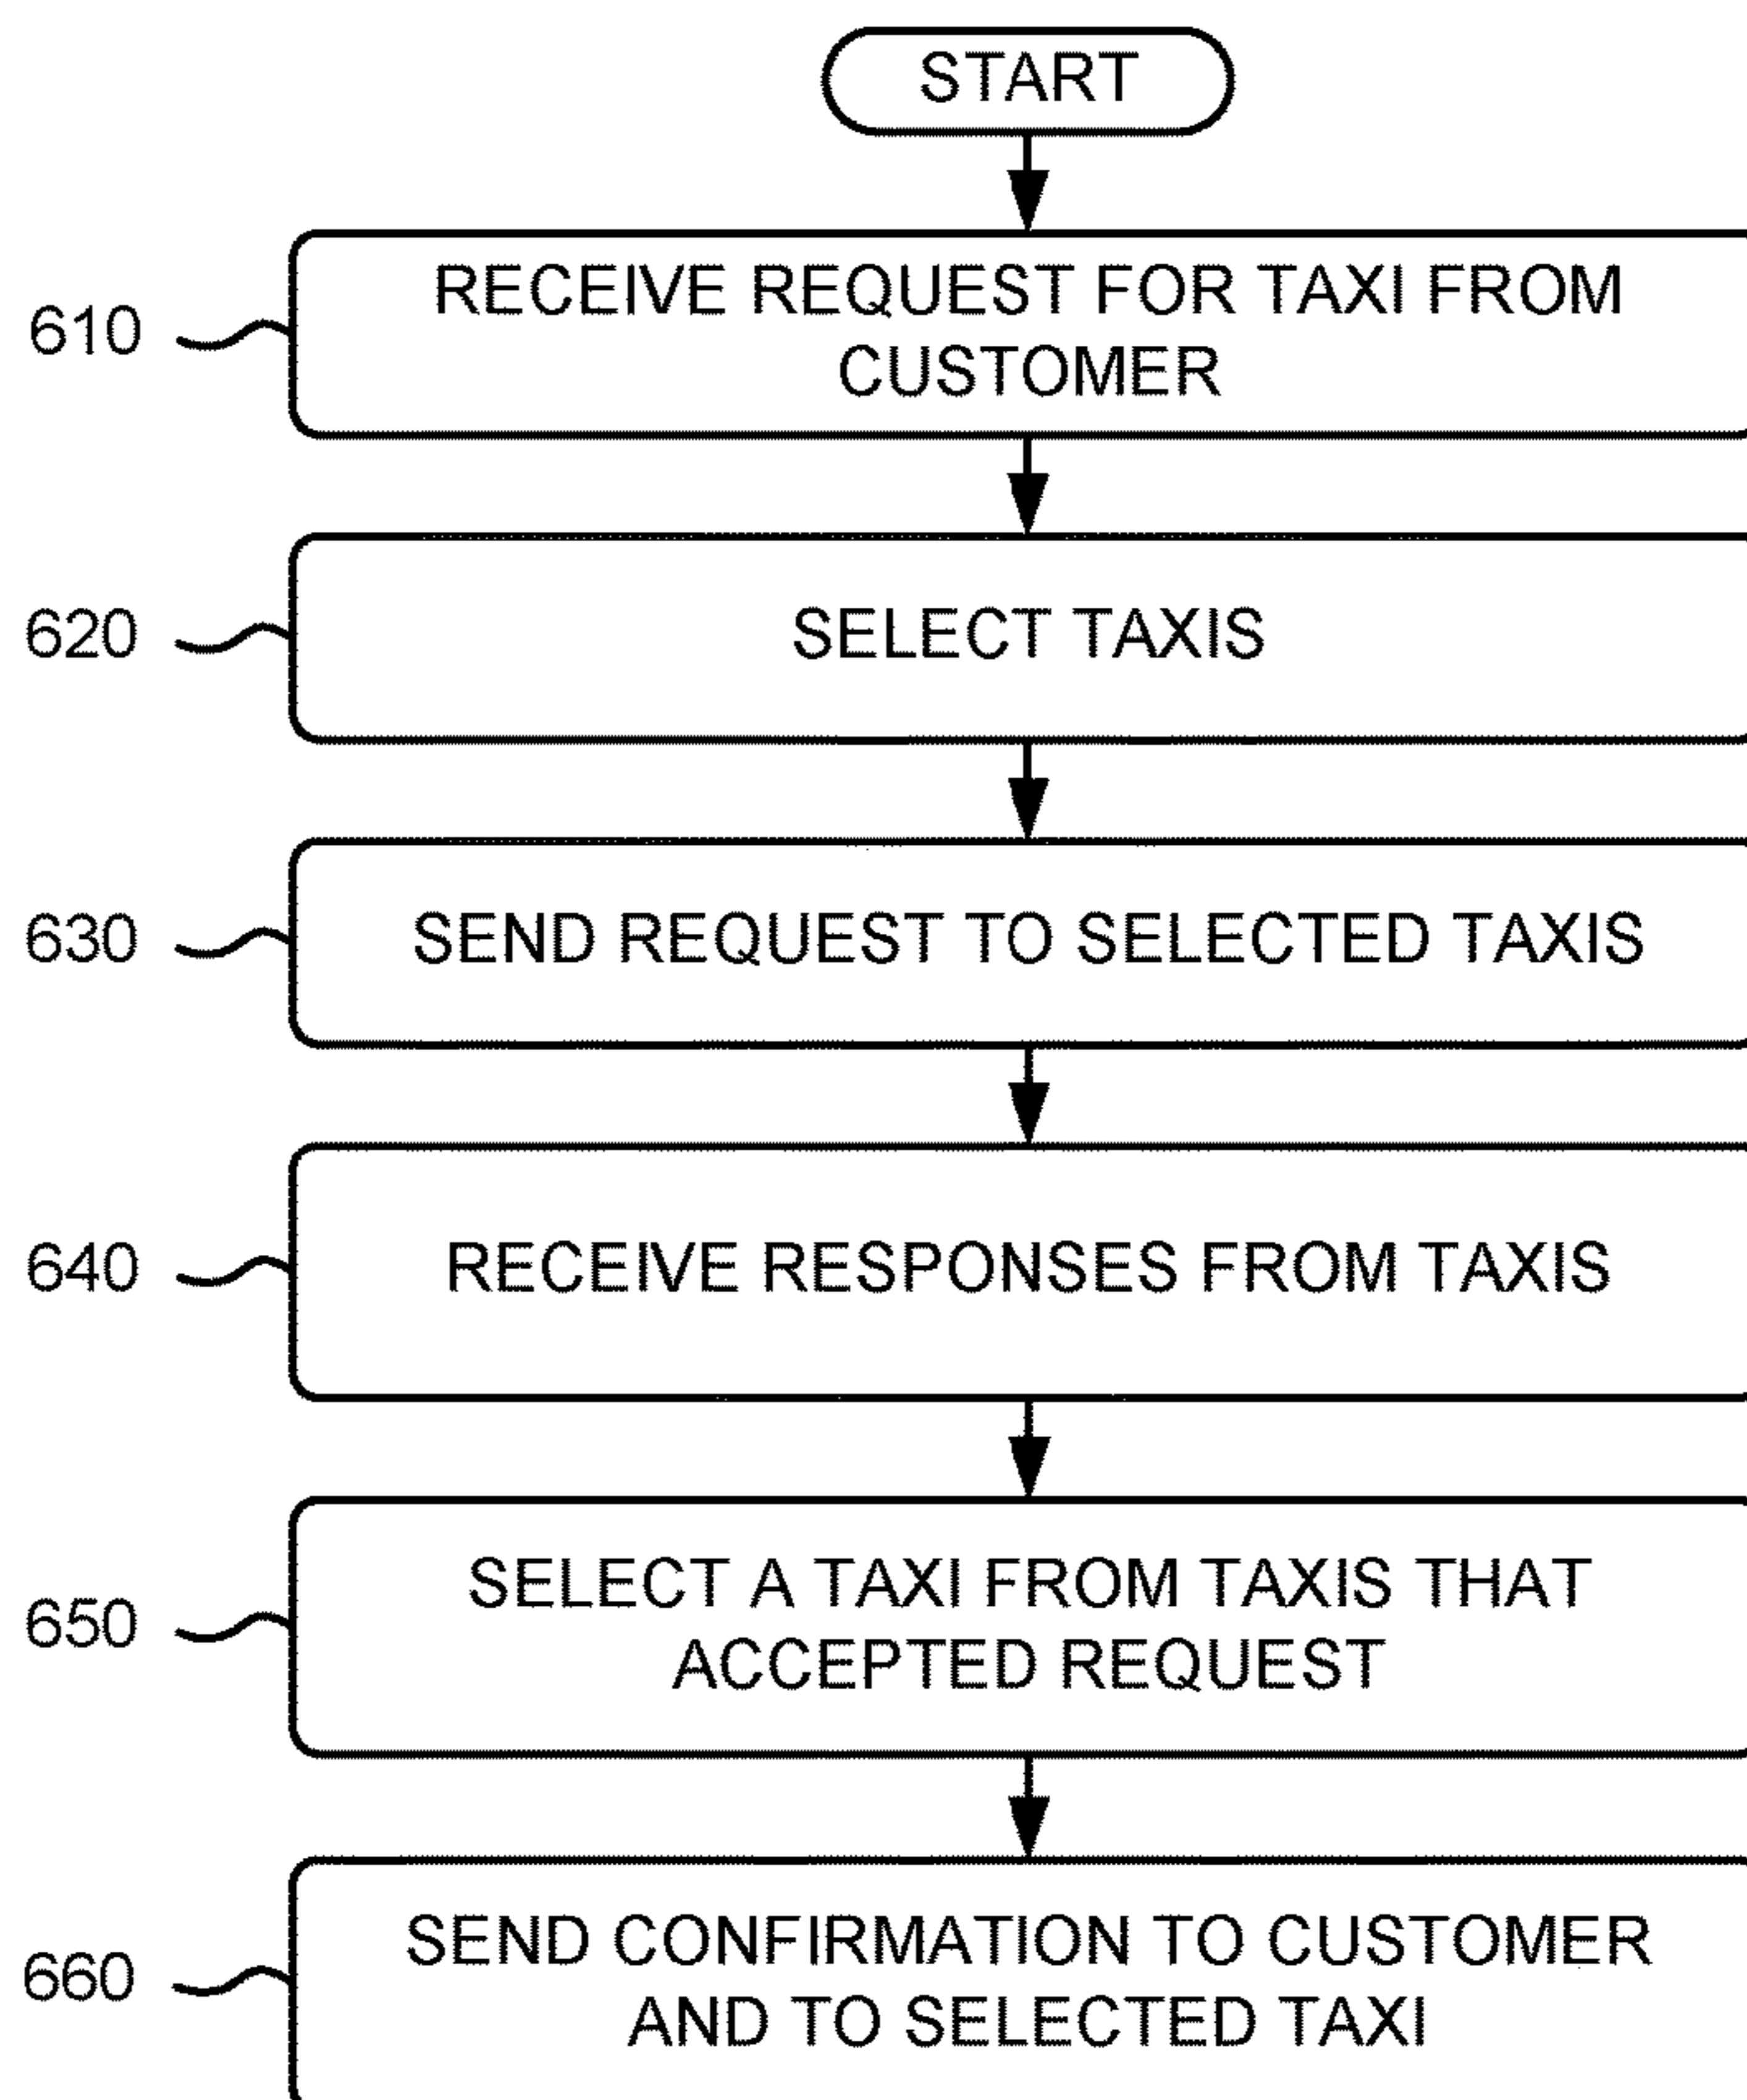 START
610
RECEIVE REQUEST FOR TAXI FROM
CUSTOMER
620
SELECT TAXIS
630
SEND REQUEST TO SELECTED TAXIS
640
RECEIVE RESPONSES FROM TAXIS
650
SELECT A TAXI FROM TAXIS THAT
ACCEPTED REQUEST
660
SEND CONFIRMATION TO CUSTOMER
AND TO SELECTED TAXI